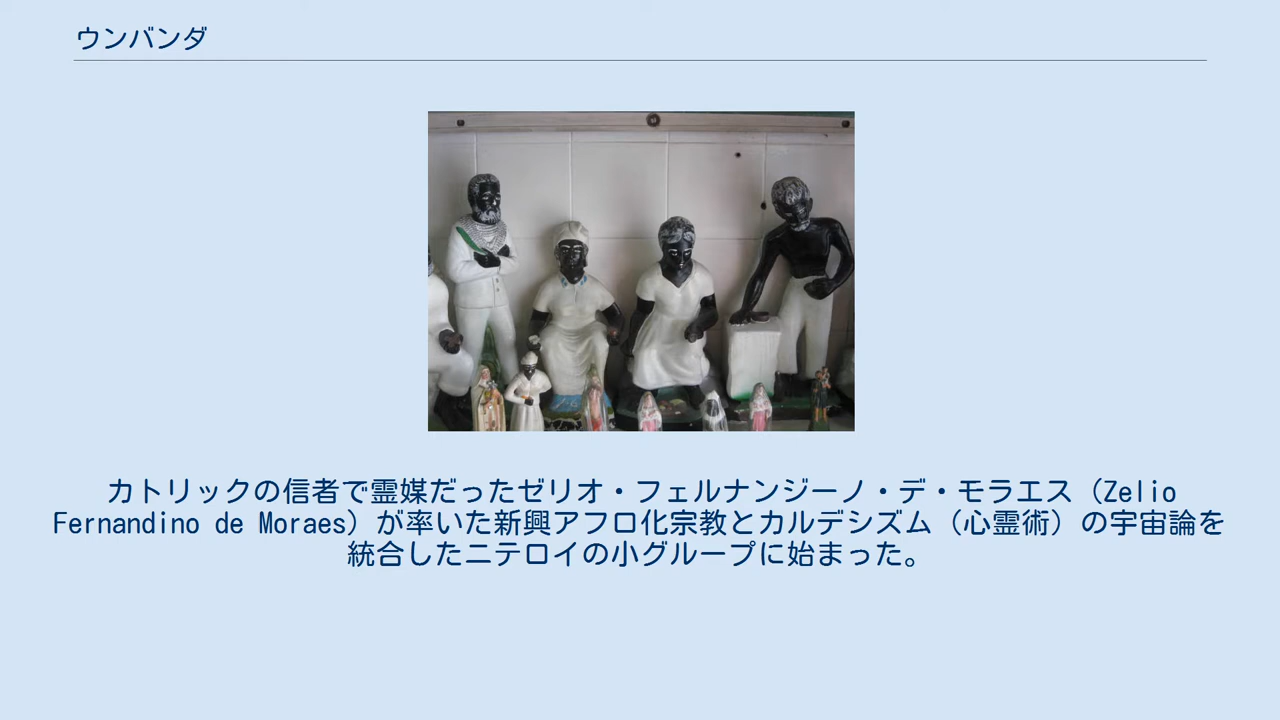 ウンバンダ
カトリックの信者で霊媒だったゼリオ・フェルナンジーノ・デ・モラエス（Zelio
Fernandino de Moraes）が率いた新興アフロ化宗教とカルデシズム（心霊術）の宇宙論を
統合したニテロイの小グループに始まった。